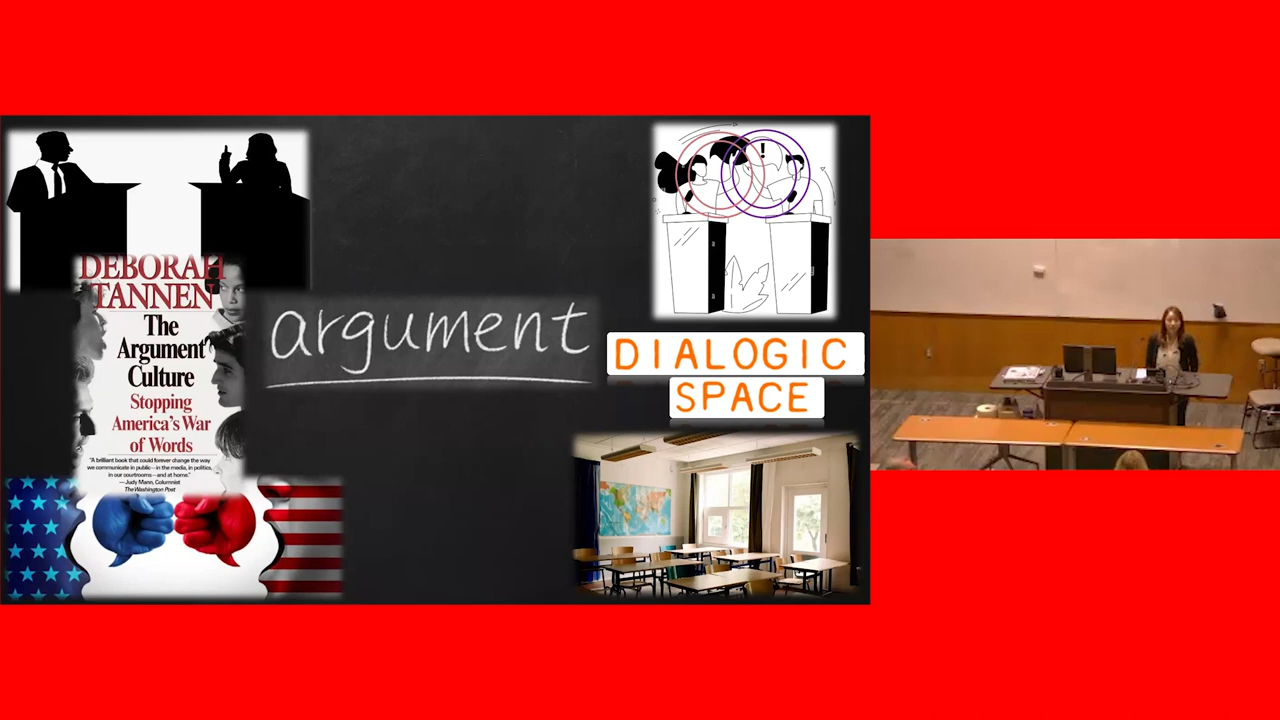 DEBORAH
TANNEN
The
Argument
Culture
Stopping
America's War
of Words
"A brilliant book that could forever change the way
we communicate in public—in the media, in politics,
in our courtrooms—and at home."
—Judy Mann, Columnist
The Washington Post
argument
!
DIALOGIC
SPACE